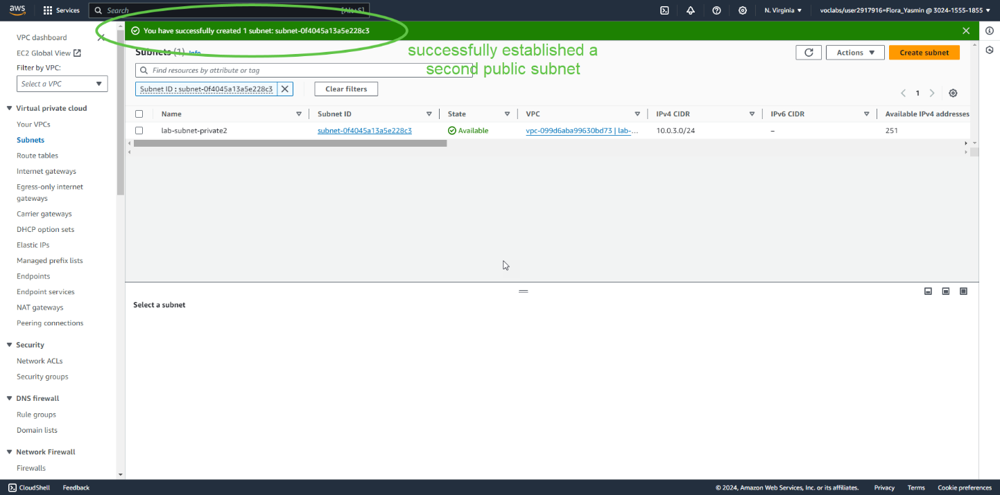 aws
Services
Search
[Alt+S]
N. Virginia
voclabs/user2917916=Flora_Yasmin @ 3024-1555-1855
VPC dashboard
EC2 Global View
Filter by VPC:
Select a VPC
Virtual private cloud
Your VPCs
Subnets
Route tables
Internet gateways
Egress-only internet
gateways
Carrier gateways
DHCP option sets
Elastic IPs
Managed prefix lists
Endpoints
Endpoint services
NAT gateways
Peering connections
Security
Network ACLs
Security groups
DNS firewall
Rule groups
Domain lists
Network Firewall
Firewalls
You have successfully created 1 subnet: subnet-0f4045a13a5e228c3
successfully established a
second public subnet
Subnets (1) Info
Actions
Create subnet
Find resources by attribute or tag
Subnet ID : subnet-0f4045a13a5e228c3
Clear filters
1
Name Subnet ID State VPC IPv4 CIDR IPv6 CIDR Available IPv4 addresses
lab-subnet-private2 subnet-0f4045a13a5e228c3 Available vpc-099d6aba99630bd73 | lab-... 10.0.3.0/24 – 251
Select a subnet
CloudShell Feedback
© 2024, Amazon Web Services, Inc. or its affiliates. Privacy Terms Cookie preferences